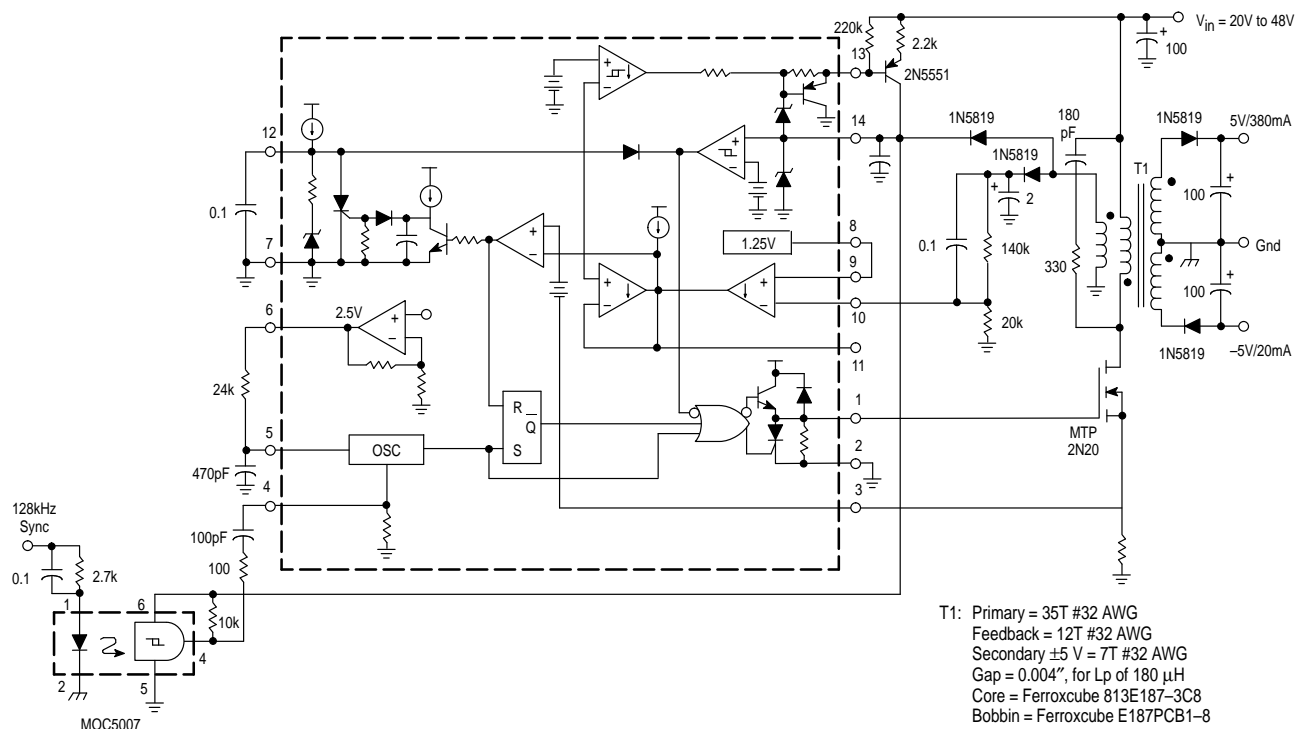 220k
2.2k
13
2N5551
+
100
Vin = 20V to 48V
+
–
12
14
1N5819
180
pF
1N5819
5V/380mA
1N5819
T1
+
100
0.1
7
+
–
1.25V
8
9
+
2
0.1
140k
330
Gnd
+
–
+
–
10
20k
+
100
6
2.5V
+
–
11
1N5819
–5V/20mA
24k
R
Q
S
1
MTP
2N20
5
OSC
2
470pF
4
3
128kHz
Sync
100pF
100
0.1
2.7k
1
6
10k
4
2
5
MOC5007
T1: Primary = 35T #32 AWG
Feedback = 12T #32 AWG
Secondary ±5 V = 7T #32 AWG
Gap = 0.004″, for Lp of 180 μH
Core = Ferroxcube 813E187–3C8
Bobbin = Ferroxcube E187PCB1–8